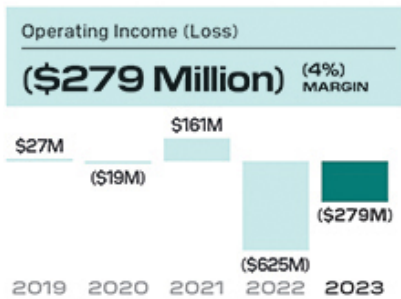 Operating Income (Loss)
($279 Million) (4%) MARGIN
$27M
($19M)
$161M
($625M)
($279M)
2019 2020 2021 2022 2023